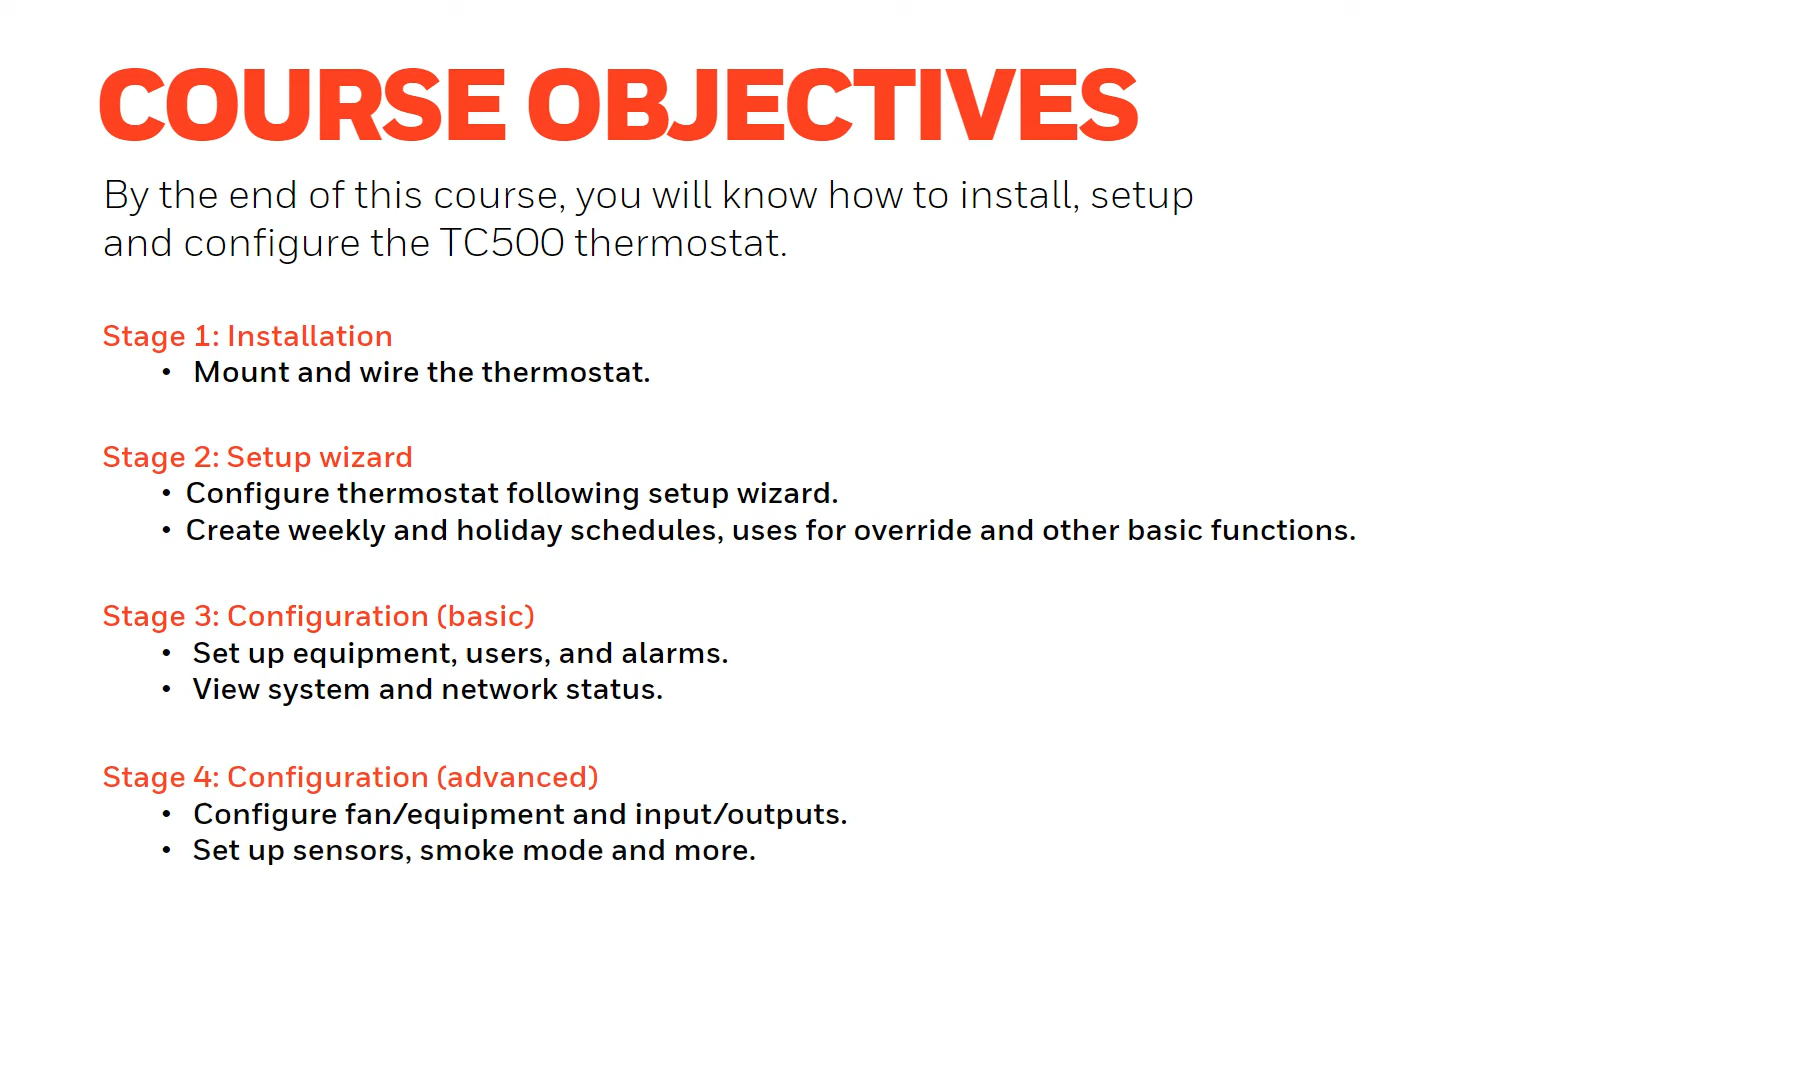 COURSE OBJECTIVES
By the end of this course, you will know how to install, setup
and configure the TC500 thermostat.
Stage 1: Installation
• Mount and wire the thermostat.
Stage 2: Setup wizard
• Configure thermostat following setup wizard.
• Create weekly and holiday schedules, uses for override and other basic functions.
Stage 3: Configuration (basic)
• Set up equipment, users, and alarms.
• View system and network status.
Stage 4: Configuration (advanced)
• Configure fan/equipment and input/outputs.
• Set up sensors, smoke mode and more.